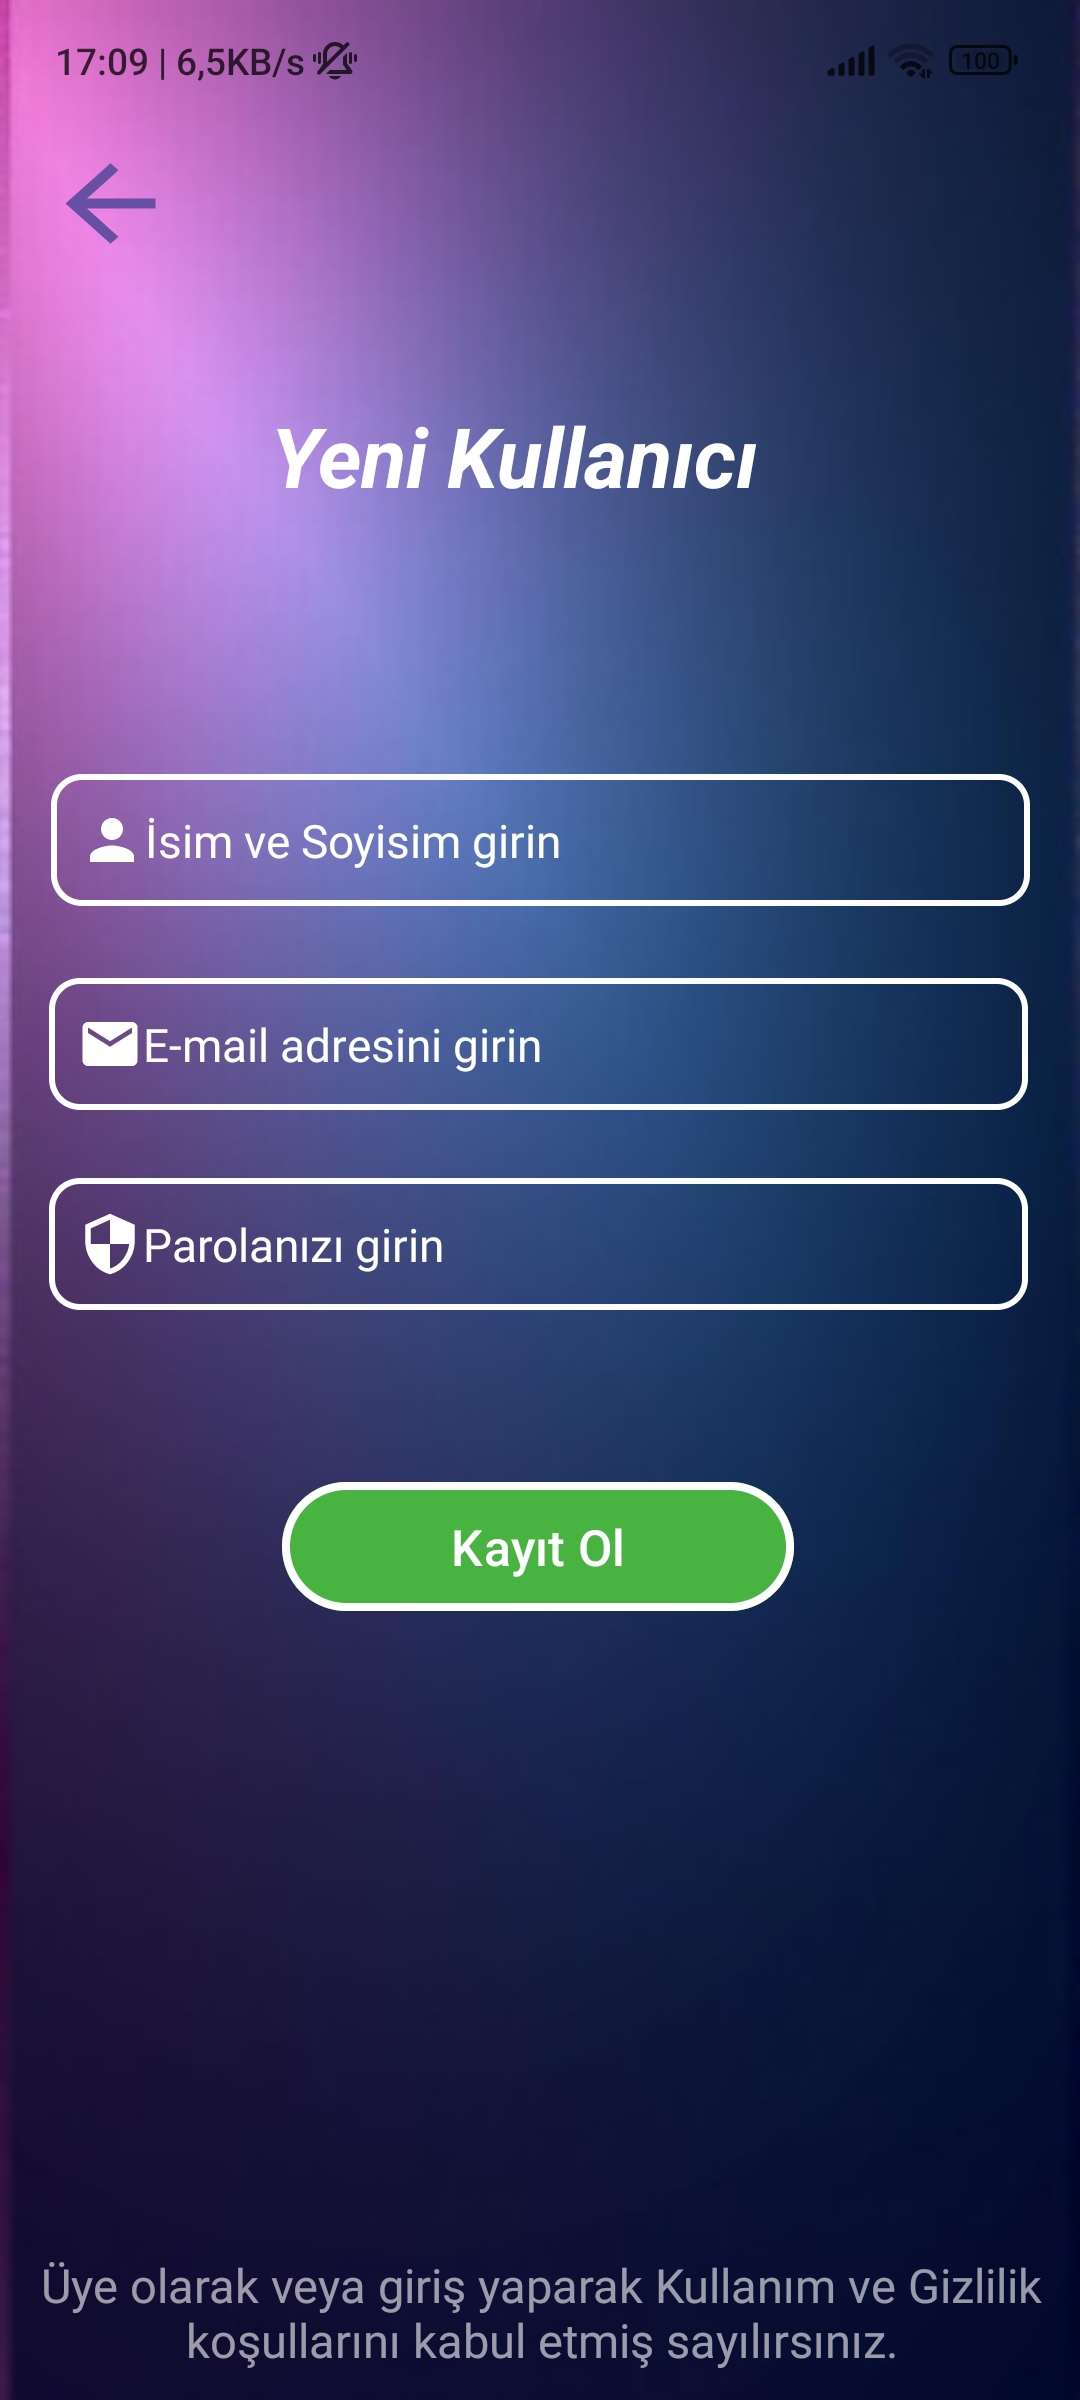 17:09 | 6,5KB/s
100
Yeni Kullanıcı
İsim ve Soyisim girin
E-mail adresini girin
Parolanızı girin
Kayıt Ol
Üye olarak veya giriş yaparak Kullanım ve Gizlilik
koşullarını kabul etmiş sayılırsınız.